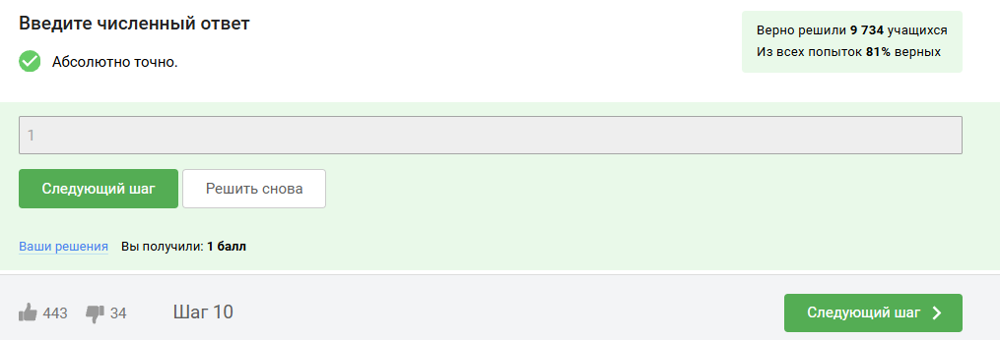 Введите численный ответ
Верно решили 9 734 учащихся
Из всех попыток 81% верных
Абсолютно точно.
1
Следующий шаг
Решить снова
Ваши решения Вы получили: 1 балл
443 34 Шаг 10 Следующий шаг